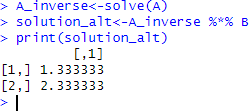 > A_inverse<-solve(A)
> solution_alt<-A_inverse %*% B
> print(solution_alt)
         [,1]
[1,] 1.333333
[2,] 2.333333
>